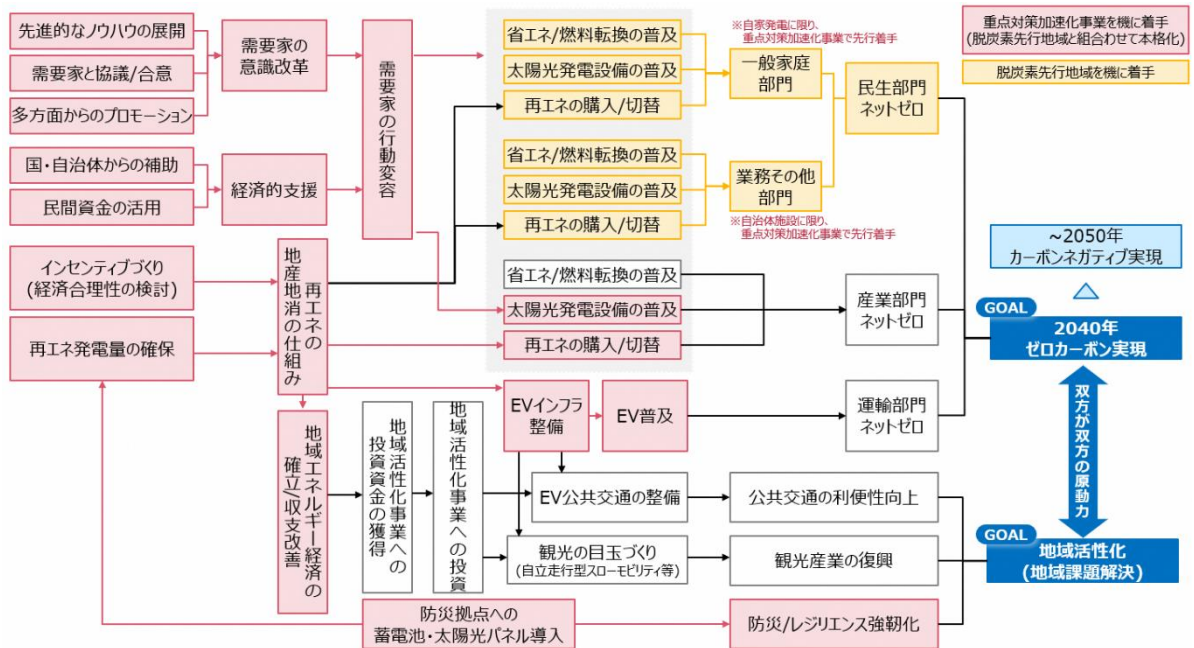 先進的なノウハウの展開
需要家と協議/合意
多方面からのプロモーション
需要家の
意識改革
国・自治体からの補助
民間資金の活用
経済的支援
需要家の行動変容
インセンティブづくり
(経済合理性の検討)
再エネ発電量の確保
再エネの
地産地消の仕組み
地域エネルギー経済の
確立/収支改善
地域活性化事業への
投資資金の獲得
地域活性化事業への投資
省エネ/燃料転換の普及
太陽光発電設備の普及
再エネの購入/切替
※自家発電に限り、
重点対策加速化事業で先行着手
一般家庭
部門
省エネ/燃料転換の普及
太陽光発電設備の普及
再エネの購入/切替
業務その他
部門
※自治体施設に限り、
重点対策加速化事業で先行着手
民生部門
ネットゼロ
省エネ/燃料転換の普及
太陽光発電設備の普及
再エネの購入/切替
産業部門
ネットゼロ
EVインフラ
整備
EV普及
運輸部門
ネットゼロ
EV公共交通の整備
公共交通の利便性向上
観光の目玉づくり
(自立走行型スローモビリティ等)
観光産業の復興
防災拠点への
蓄電池・太陽光パネル導入
防災/レジリエンス強靭化
重点対策加速化事業を機に着手
(脱炭素先行地域と組合わせて本格化)
脱炭素先行地域を機に着手
~2050年
カーボンネガティブ実現
GOAL
2040年
ゼロカーボン実現
双方が双方の原動力
GOAL
地域活性化
(地域課題解決)